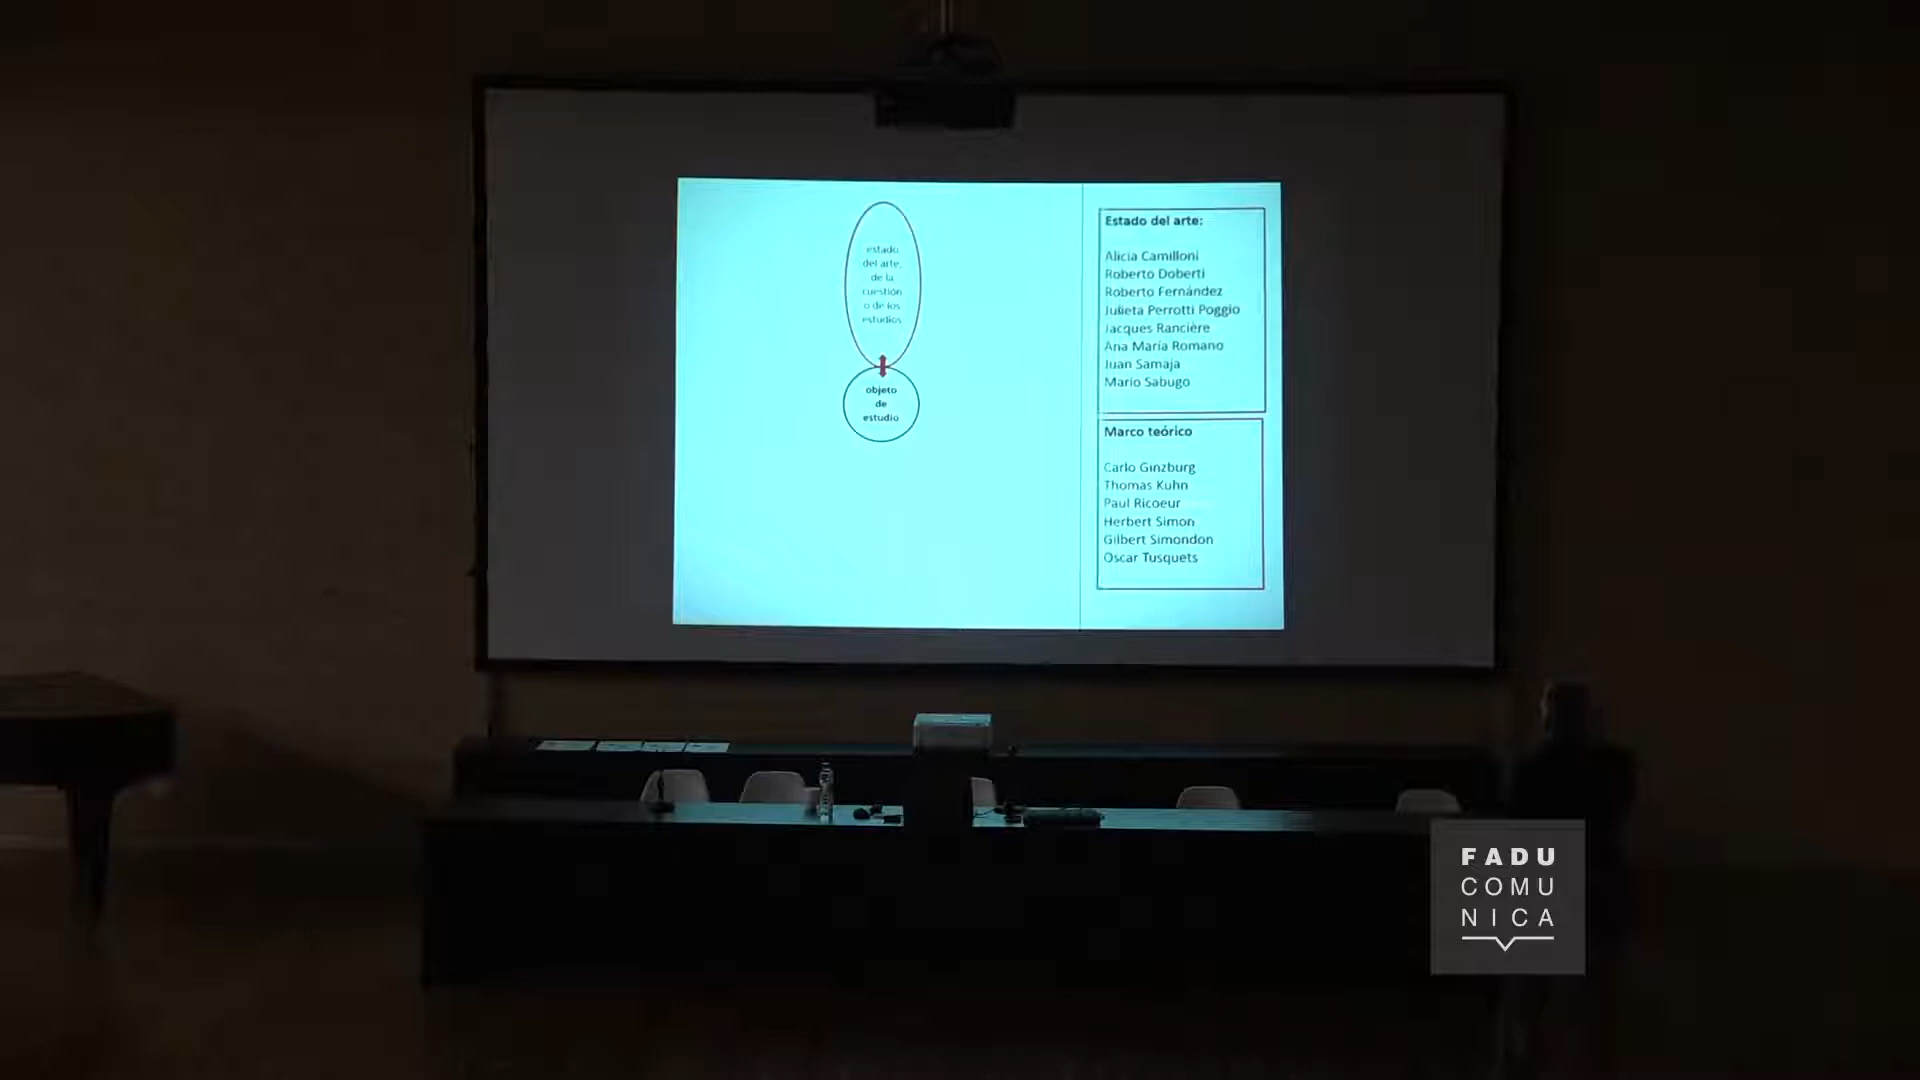 estado
del arte,
de la
cuestión
o de los
estudios
objeto
de
estudio
Estado del arte:
Alicia Camilloni
Roberto Doberti
Roberto Fernández
Julieta Perrotti Poggio
Jacques Rancière
Ana María Romano
Juan Samaja
Mario Sabugo
Marco teórico
Carlo Ginzburg
Thomas Kuhn
Paul Ricoeur
Herbert Simon
Gilbert Simondon
Oscar Tusquets
FADU
COMU
NICA